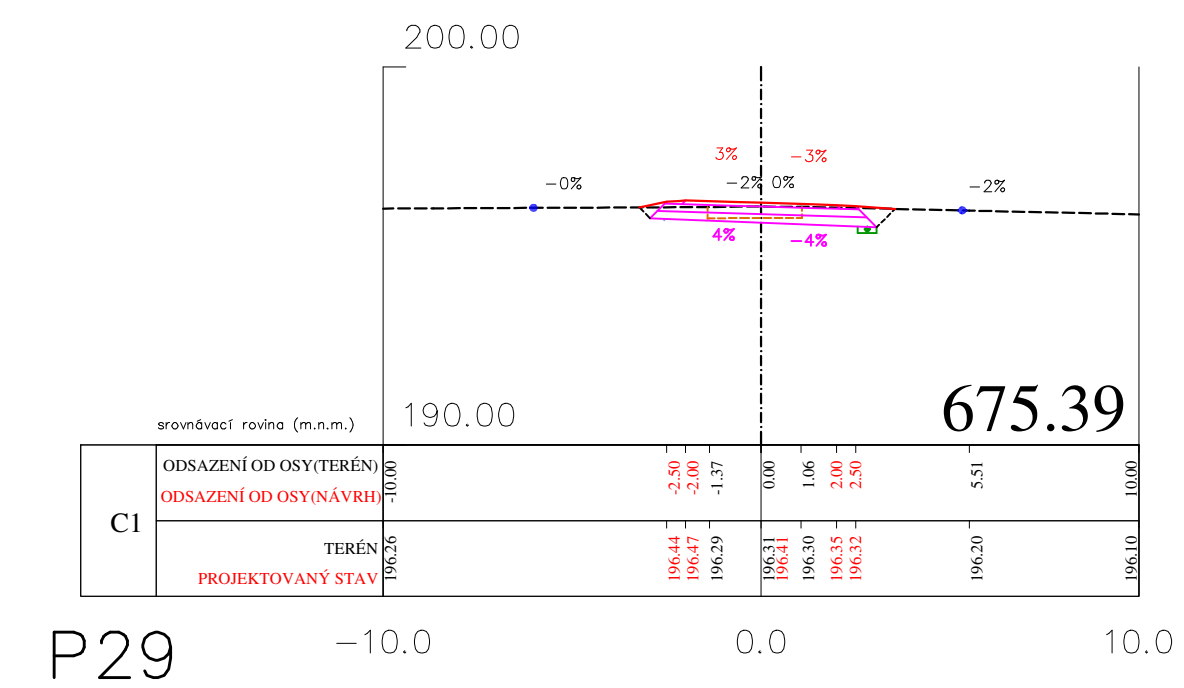 200.00
3% −3%
−0% −2% 0% −2%
4% −4%
675.39
190.00
srovnávací rovina (m.n.m.)
C1
ODSAZENÍ OD OSY(TERÉN)
ODSAZENÍ OD OSY(NÁVRH)
-10.00 -2.50 -2.00 -1.37 0.00 1.06 2.00 2.50 5.51 10.00
TERÉN
PROJEKTOVANÝ STAV
196.26 196.44 196.47 196.29 196.31 196.41 196.30 196.35 196.32 196.20 196.10
P29
−10.0 0.0 10.0